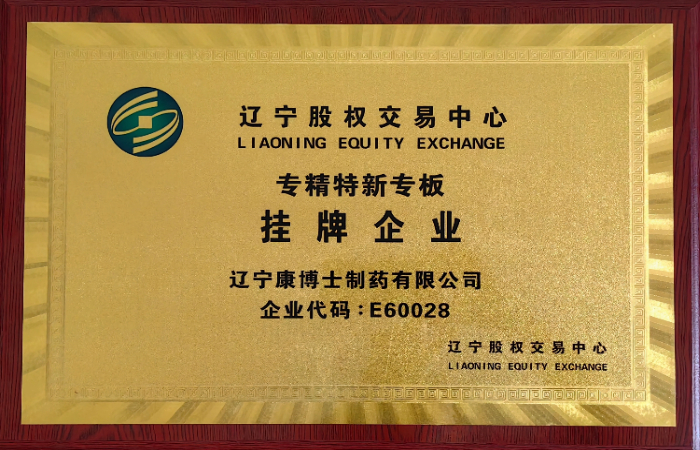 辽宁股权交易中心
LIAONING EQUITY EXCHANGE
专精特新专板
挂牌企业
辽宁康博士制药有限公司
企业代码：E60028
辽宁股权交易中心
LIAONING EQUITY EXCHANGE